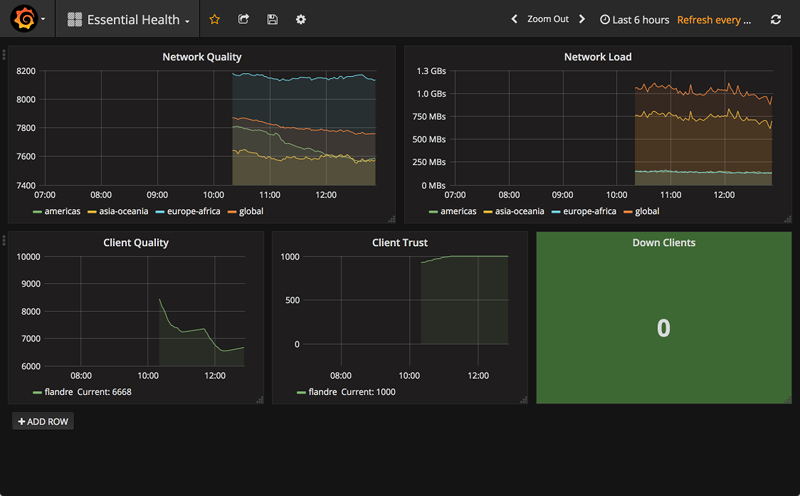 Essential Health
Zoom Out
Last 6 hours
Refresh every ...
Network Quality
8200
8000
7800
7600
7400
07:00 08:00 09:00 10:00 11:00 12:00
americas asia-oceania europe-africa global
Network Load
1.3 GBs
1.0 GBs
750 MBs
500 MBs
250 MBs
0 MBs
07:00 08:00 09:00 10:00 11:00 12:00
americas asia-oceania europe-africa global
Client Quality
10000
9000
8000
7000
6000
08:00 10:00 12:00
flandre Current: 6668
Client Trust
1000
500
0
08:00 10:00 12:00
flandre Current: 1000
Down Clients
0
+ ADD ROW